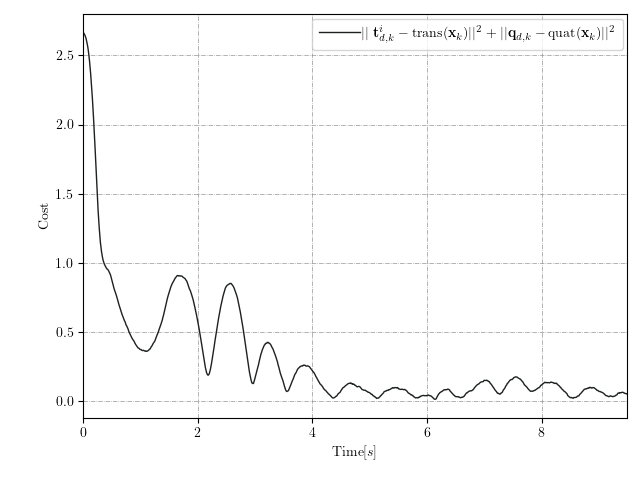 || t^i_{d,k} − trans(x_k)||^2 + ||q_{d,k} − quat(x_k)||^2
2.5
2.0
1.5
1.0
0.5
0.0
Cost
0 2 4 6 8
Time[s]